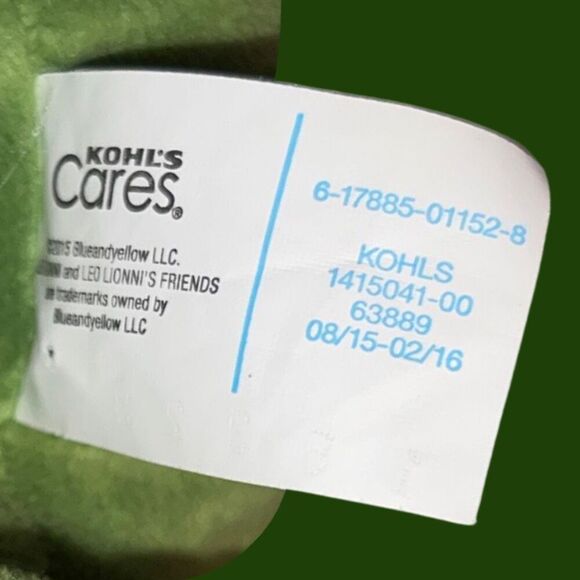 KOHL'S
Cares®
©2015 Blueandyellow LLC.
LIONNI and LEO LIONNI'S FRIENDS
are trademarks owned by
Blueandyellow LLC
6-17885-01152-8
KOHLS
1415041-00
63889
08/15-02/16